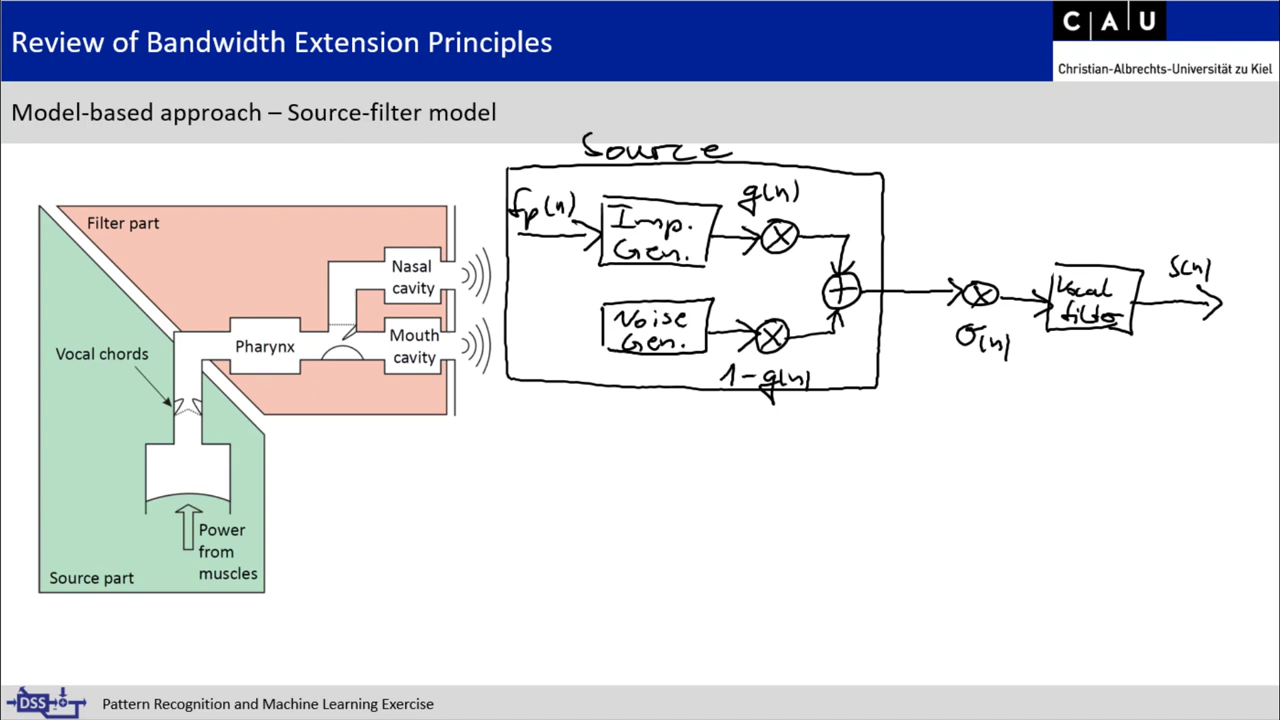 Review of Bandwidth Extension Principles
C A U
Christian-Albrechts-Universität zu Kiel
Model-based approach – Source-filter model
Source
Filter part
Nasal
cavity
Mouth
cavity
Pharynx
Vocal chords
Power
from
muscles
Source part
fp(n)
Imp.
Gen.
g(n)
Noise
Gen.
1-g(n)
σ(n)
Vocal
filter
s(n)
DSS
Pattern Recognition and Machine Learning Exercise